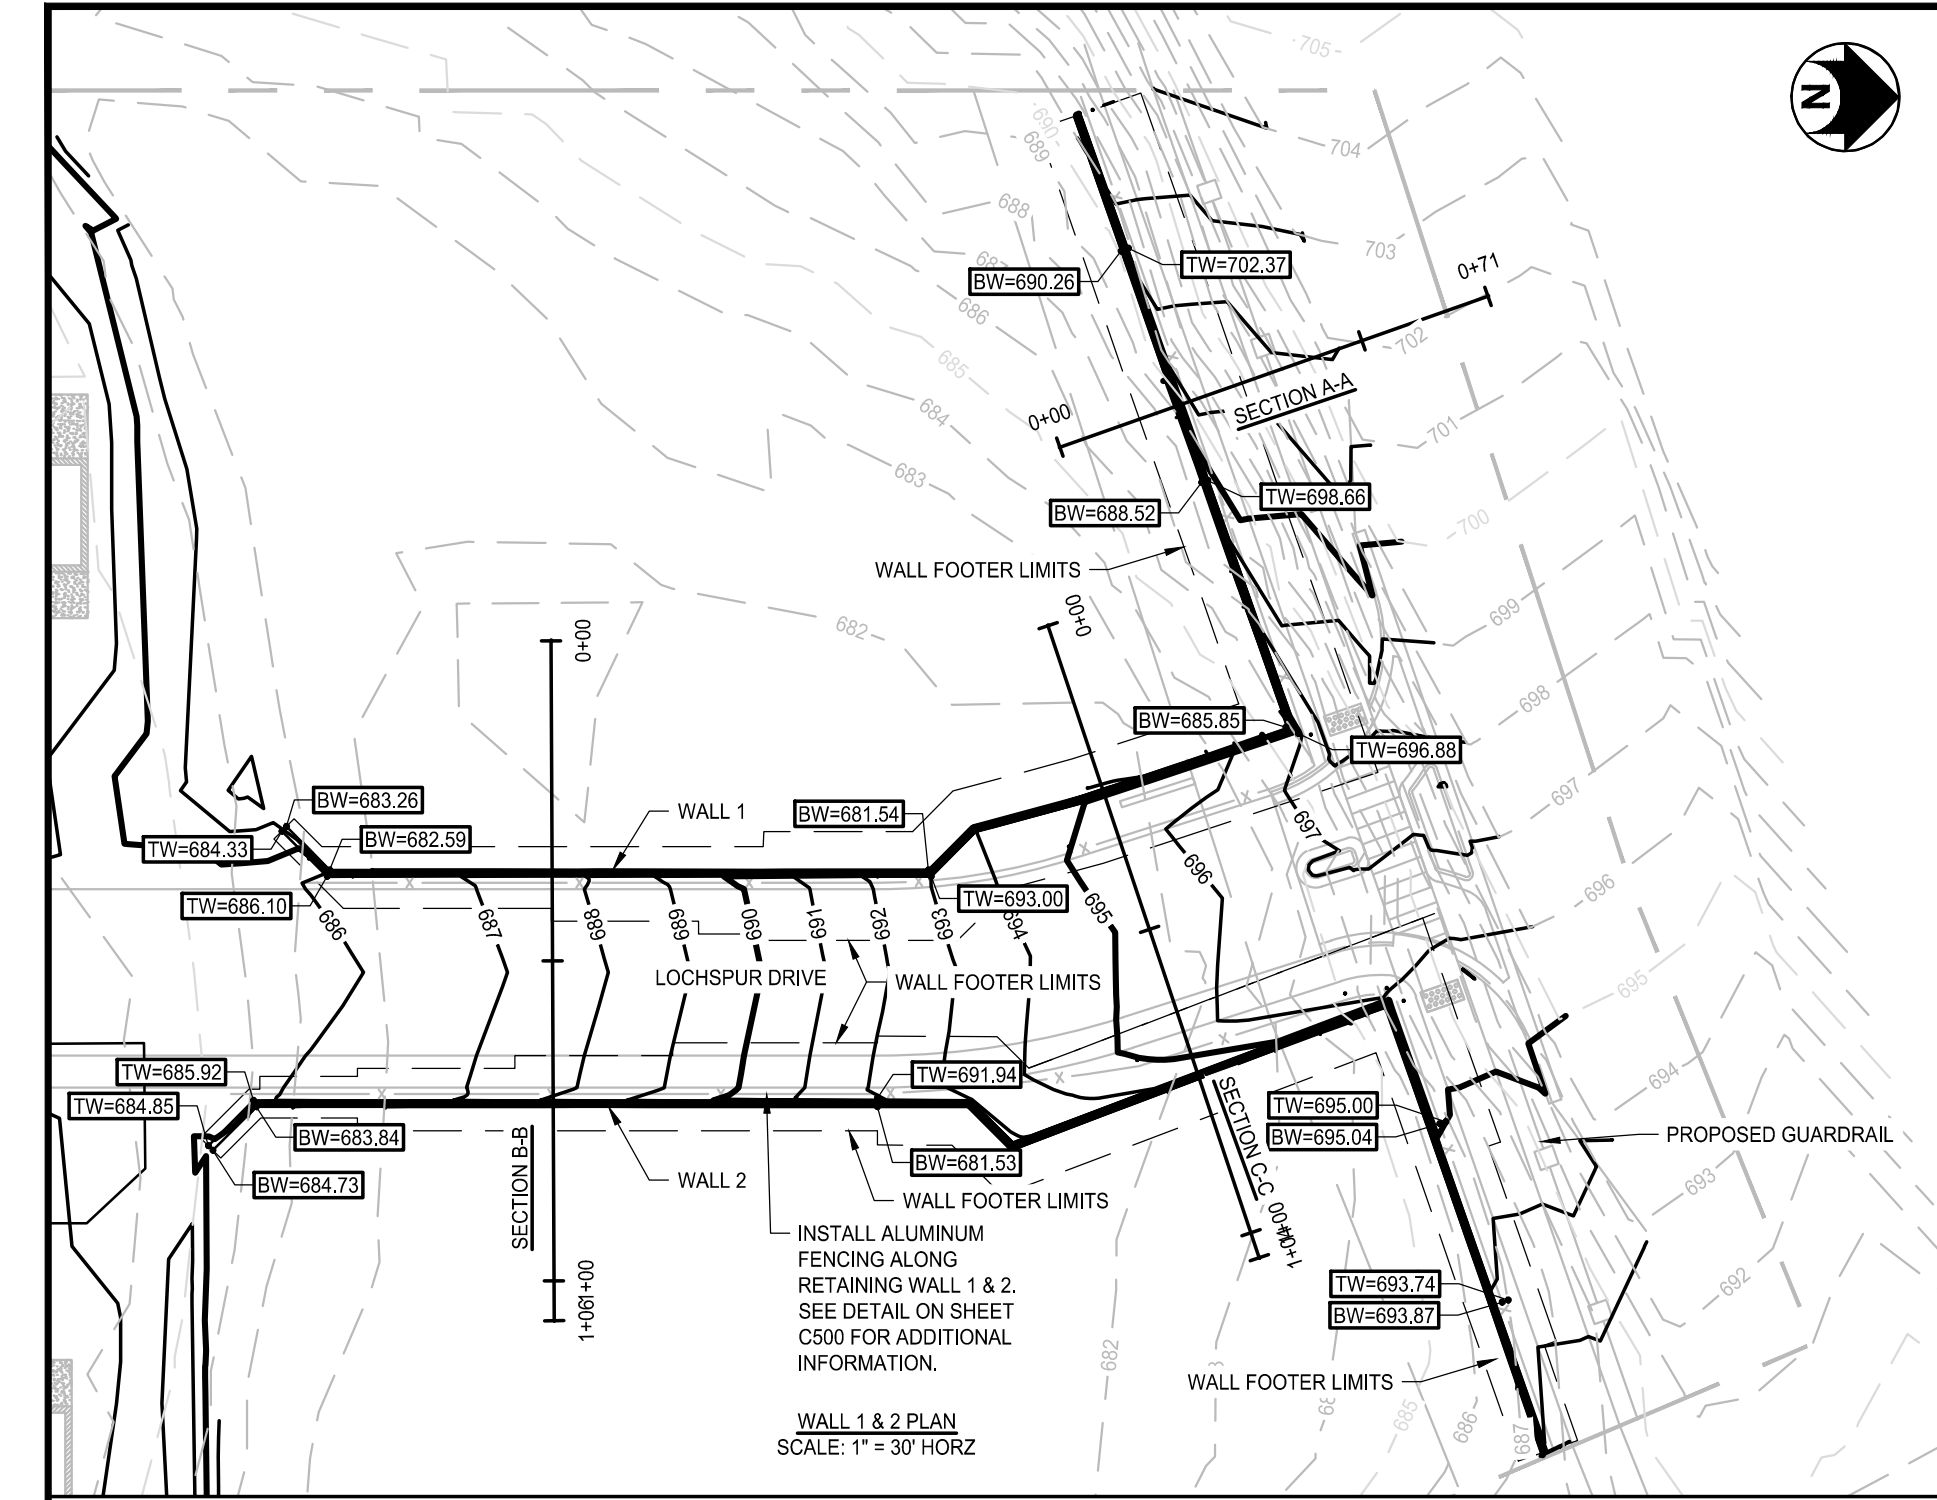 705
N
690
689
704
688
703
687
TW=702.37
BW=690.26
0+71
686
702
685
SECTION A-A
684
0+00
701
683
TW=698.66
BW=688.52
700
WALL FOOTER LIMITS
0+00
699
682
0+00
698
BW=685.85
TW=696.88
697
BW=683.26
WALL 1
BW=681.54
697
TW=684.33
BW=682.59
696
696
TW=686.10
TW=693.00
686
687
688
689
690
691
692
693
694
695
LOCHSPUR DRIVE
WALL FOOTER LIMITS
695
TW=685.92
TW=691.94
694
TW=684.85
TW=695.00
BW=683.84
BW=695.04
PROPOSED GUARDRAIL
BW=681.53
SECTION C-C
BW=684.73
WALL 2
693
SECTION B-B
WALL FOOTER LIMITS
INSTALL ALUMINUM
FENCING ALONG
RETAINING WALL 1 & 2.
SEE DETAIL ON SHEET
C500 FOR ADDITIONAL
INFORMATION.
1+00
1+04
1+00
1+06
TW=693.74
692
BW=693.87
682
WALL FOOTER LIMITS
685
686
687
WALL 1 & 2 PLAN
SCALE: 1" = 30' HORZ